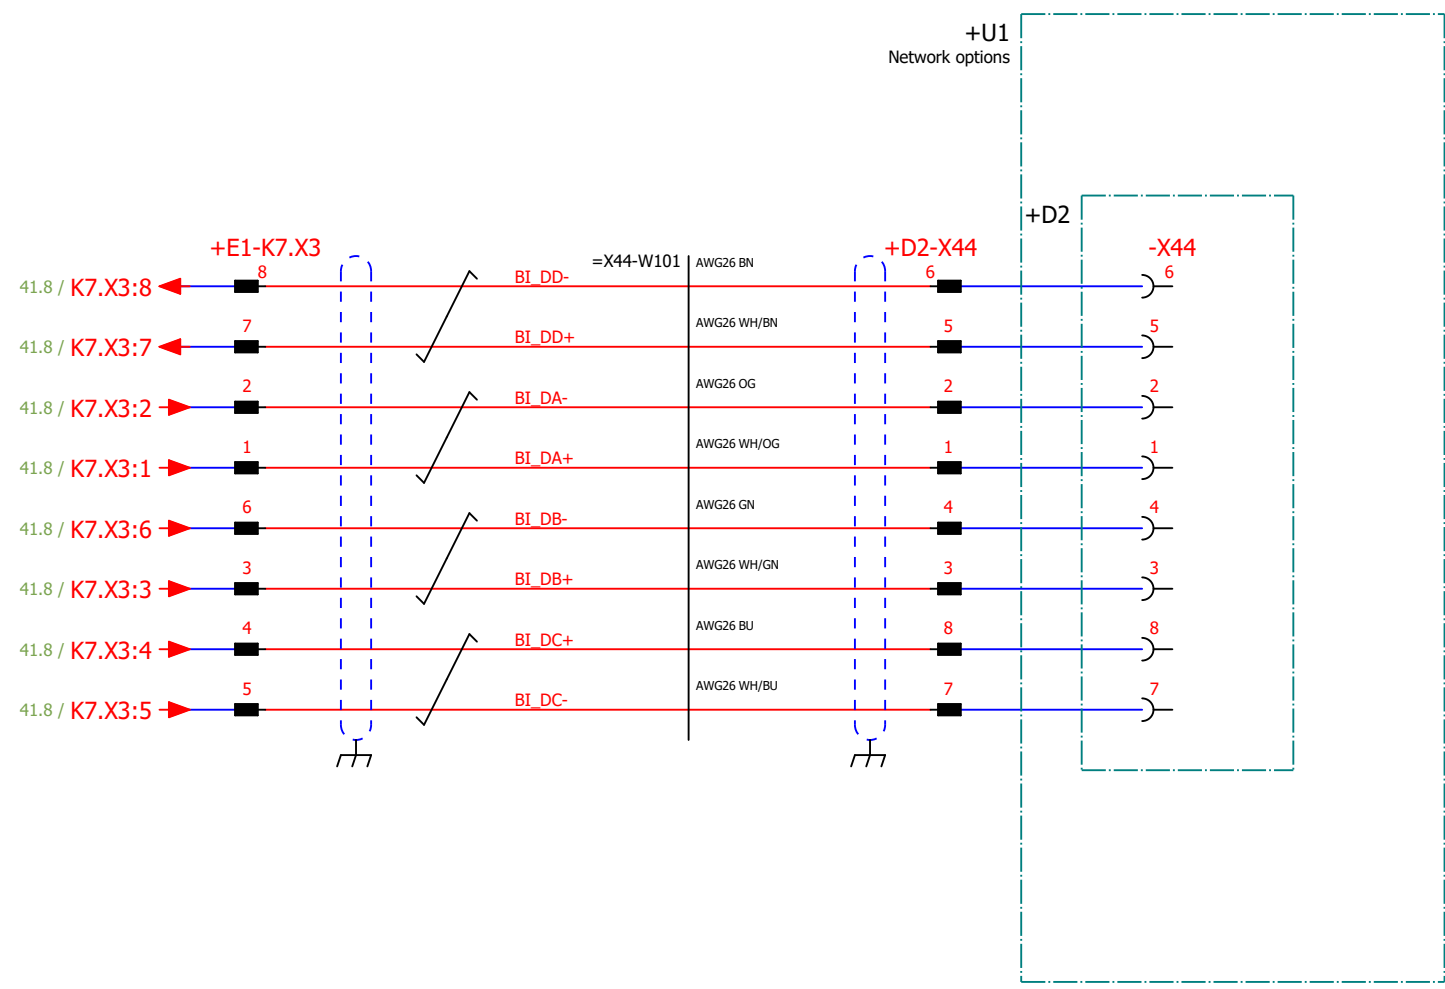 +U1
Network options
+D2
+E1-K7.X3
=X44-W101
AWG26 BN
+D2-X44
-X44
41.8 / K7.X3:8 8 BI_DD- 6 6
AWG26 WH/BN
41.8 / K7.X3:7 7 BI_DD+ 5 5
AWG26 OG
41.8 / K7.X3:2 2 BI_DA- 2 2
AWG26 WH/OG
41.8 / K7.X3:1 1 BI_DA+ 1 1
AWG26 GN
41.8 / K7.X3:6 6 BI_DB- 4 4
AWG26 WH/GN
41.8 / K7.X3:3 3 BI_DB+ 3 3
AWG26 BU
41.8 / K7.X3:4 4 BI_DC+ 8 8
AWG26 WH/BU
41.8 / K7.X3:5 5 BI_DC- 7 7